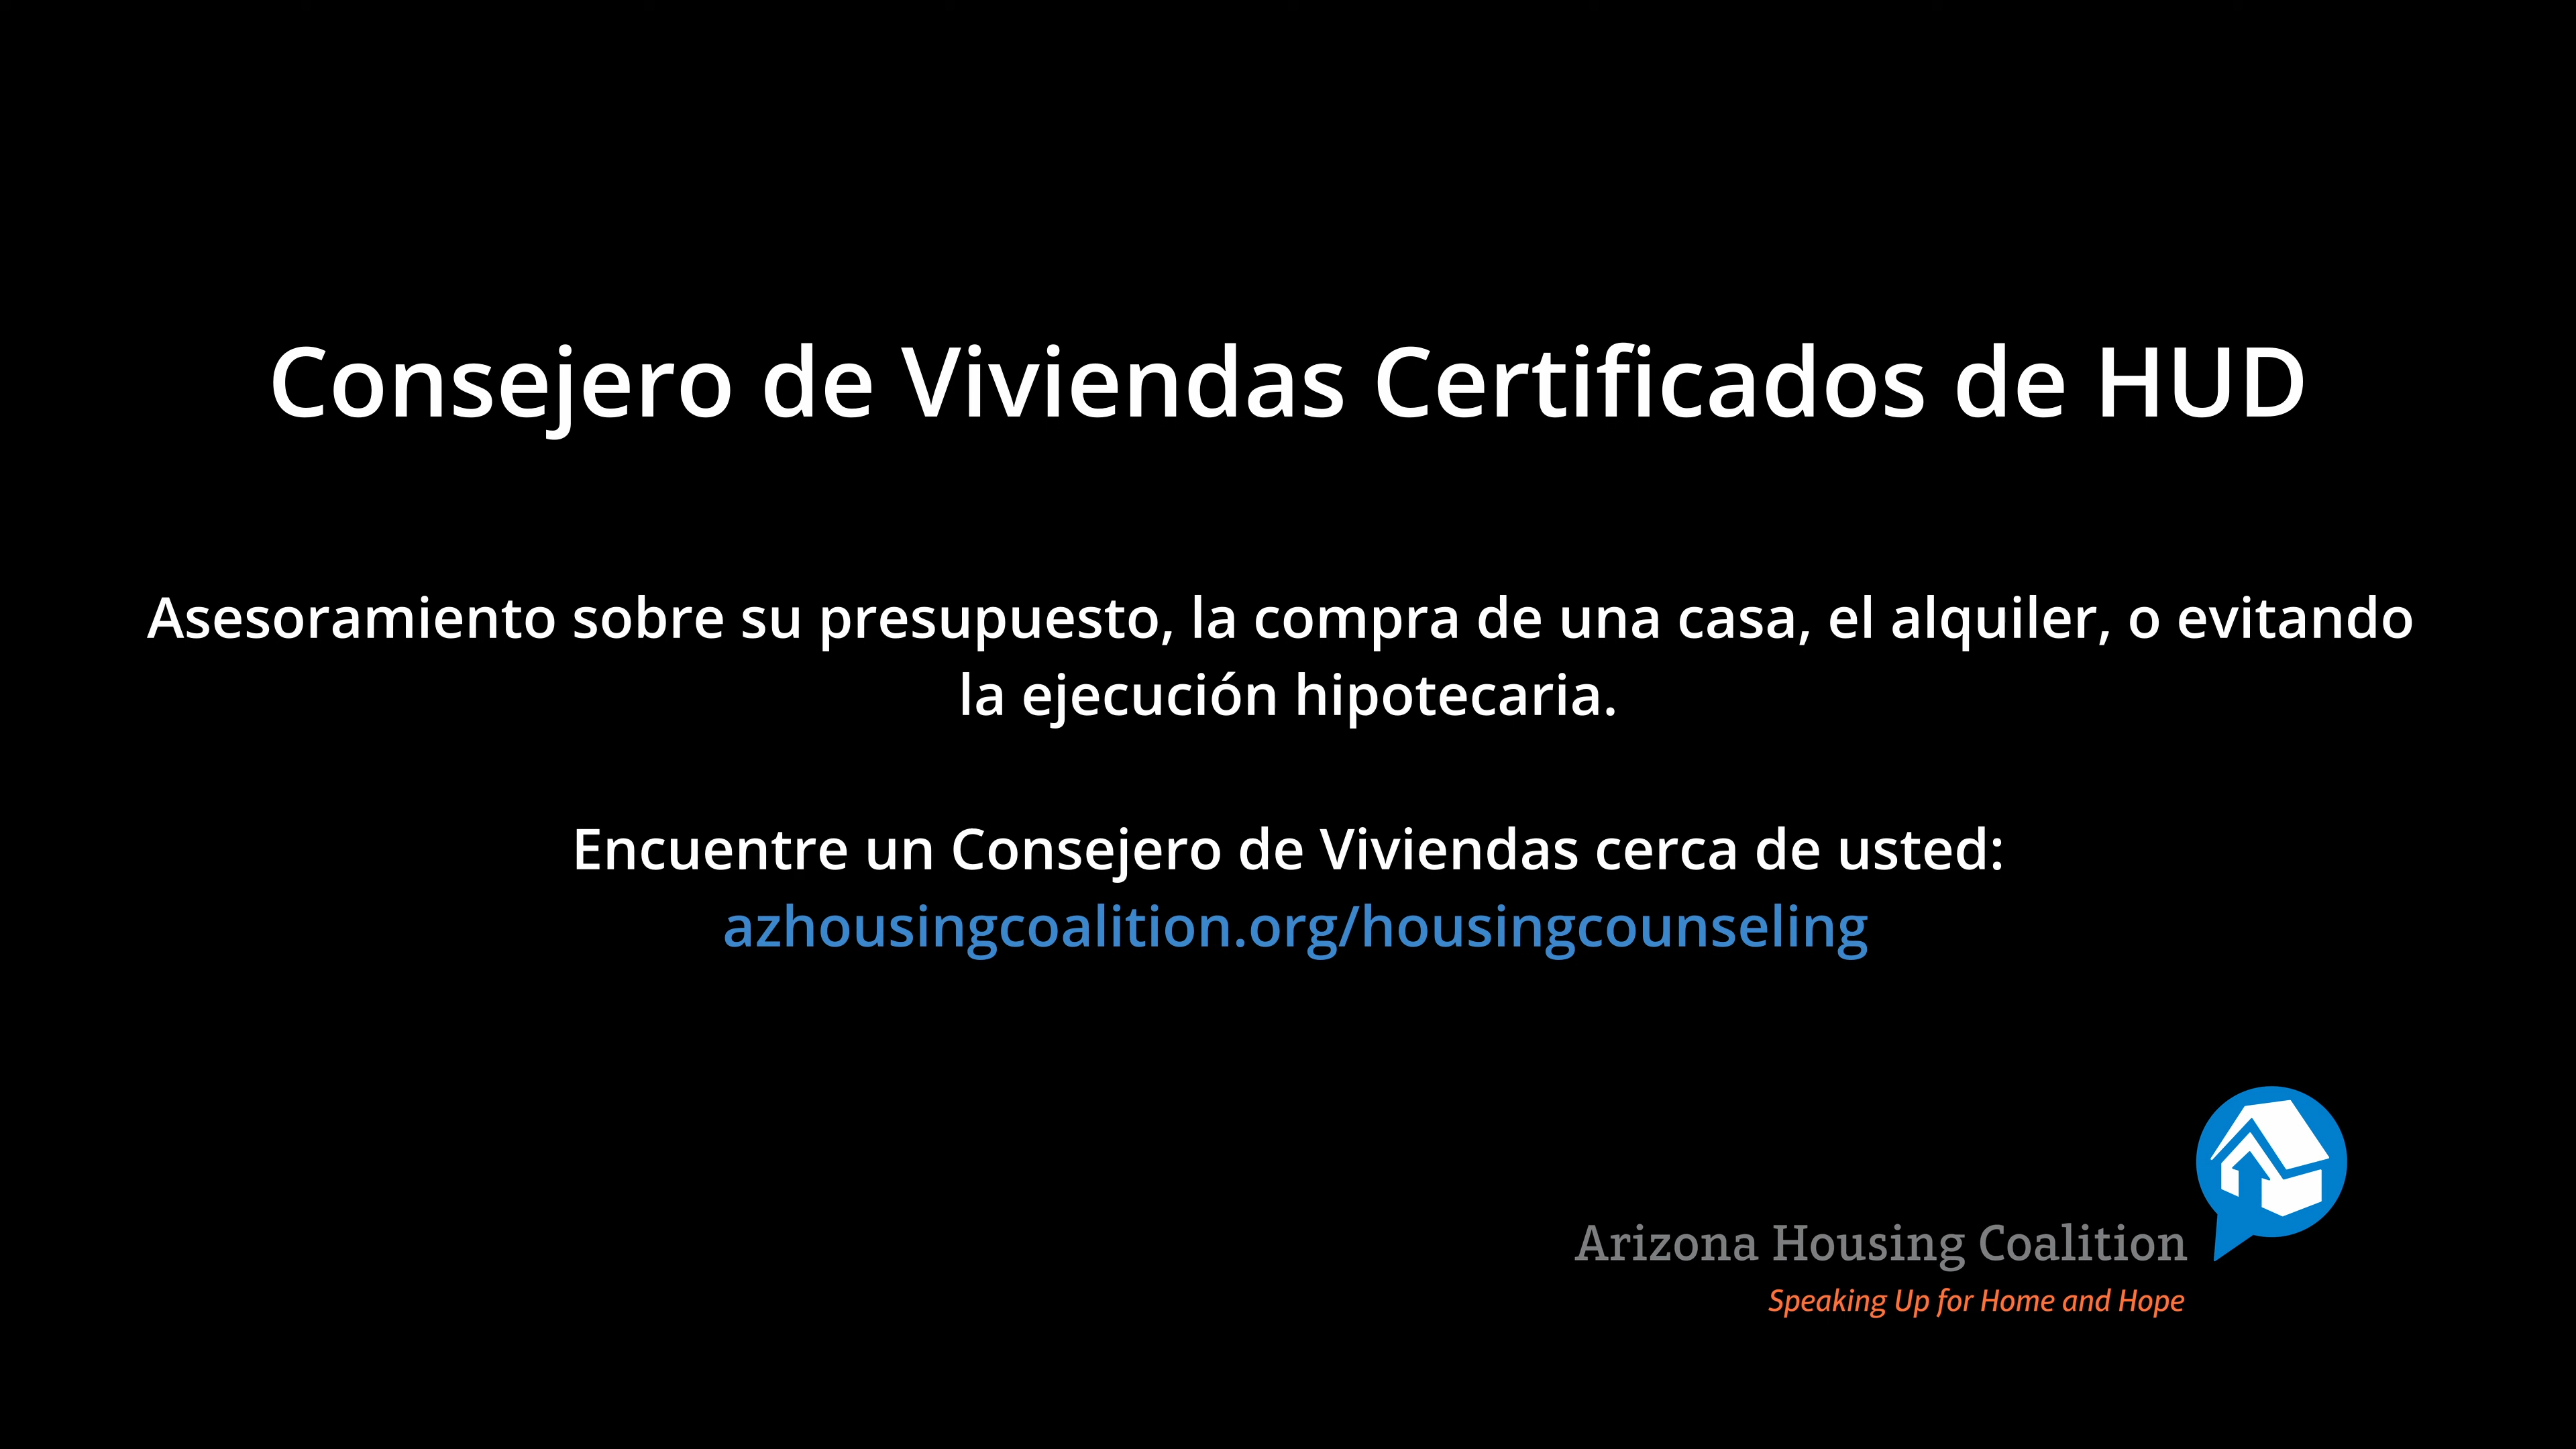 Consejero de Viviendas Certificados de HUD
Asesoramiento sobre su presupuesto, la compra de una casa, el alquiler, o evitando
la ejecución hipotecaria.
Encuentre un Consejero de Viviendas cerca de usted:
azhousingcoalition.org/housingcounseling
Arizona Housing Coalition
Speaking Up for Home and Hope